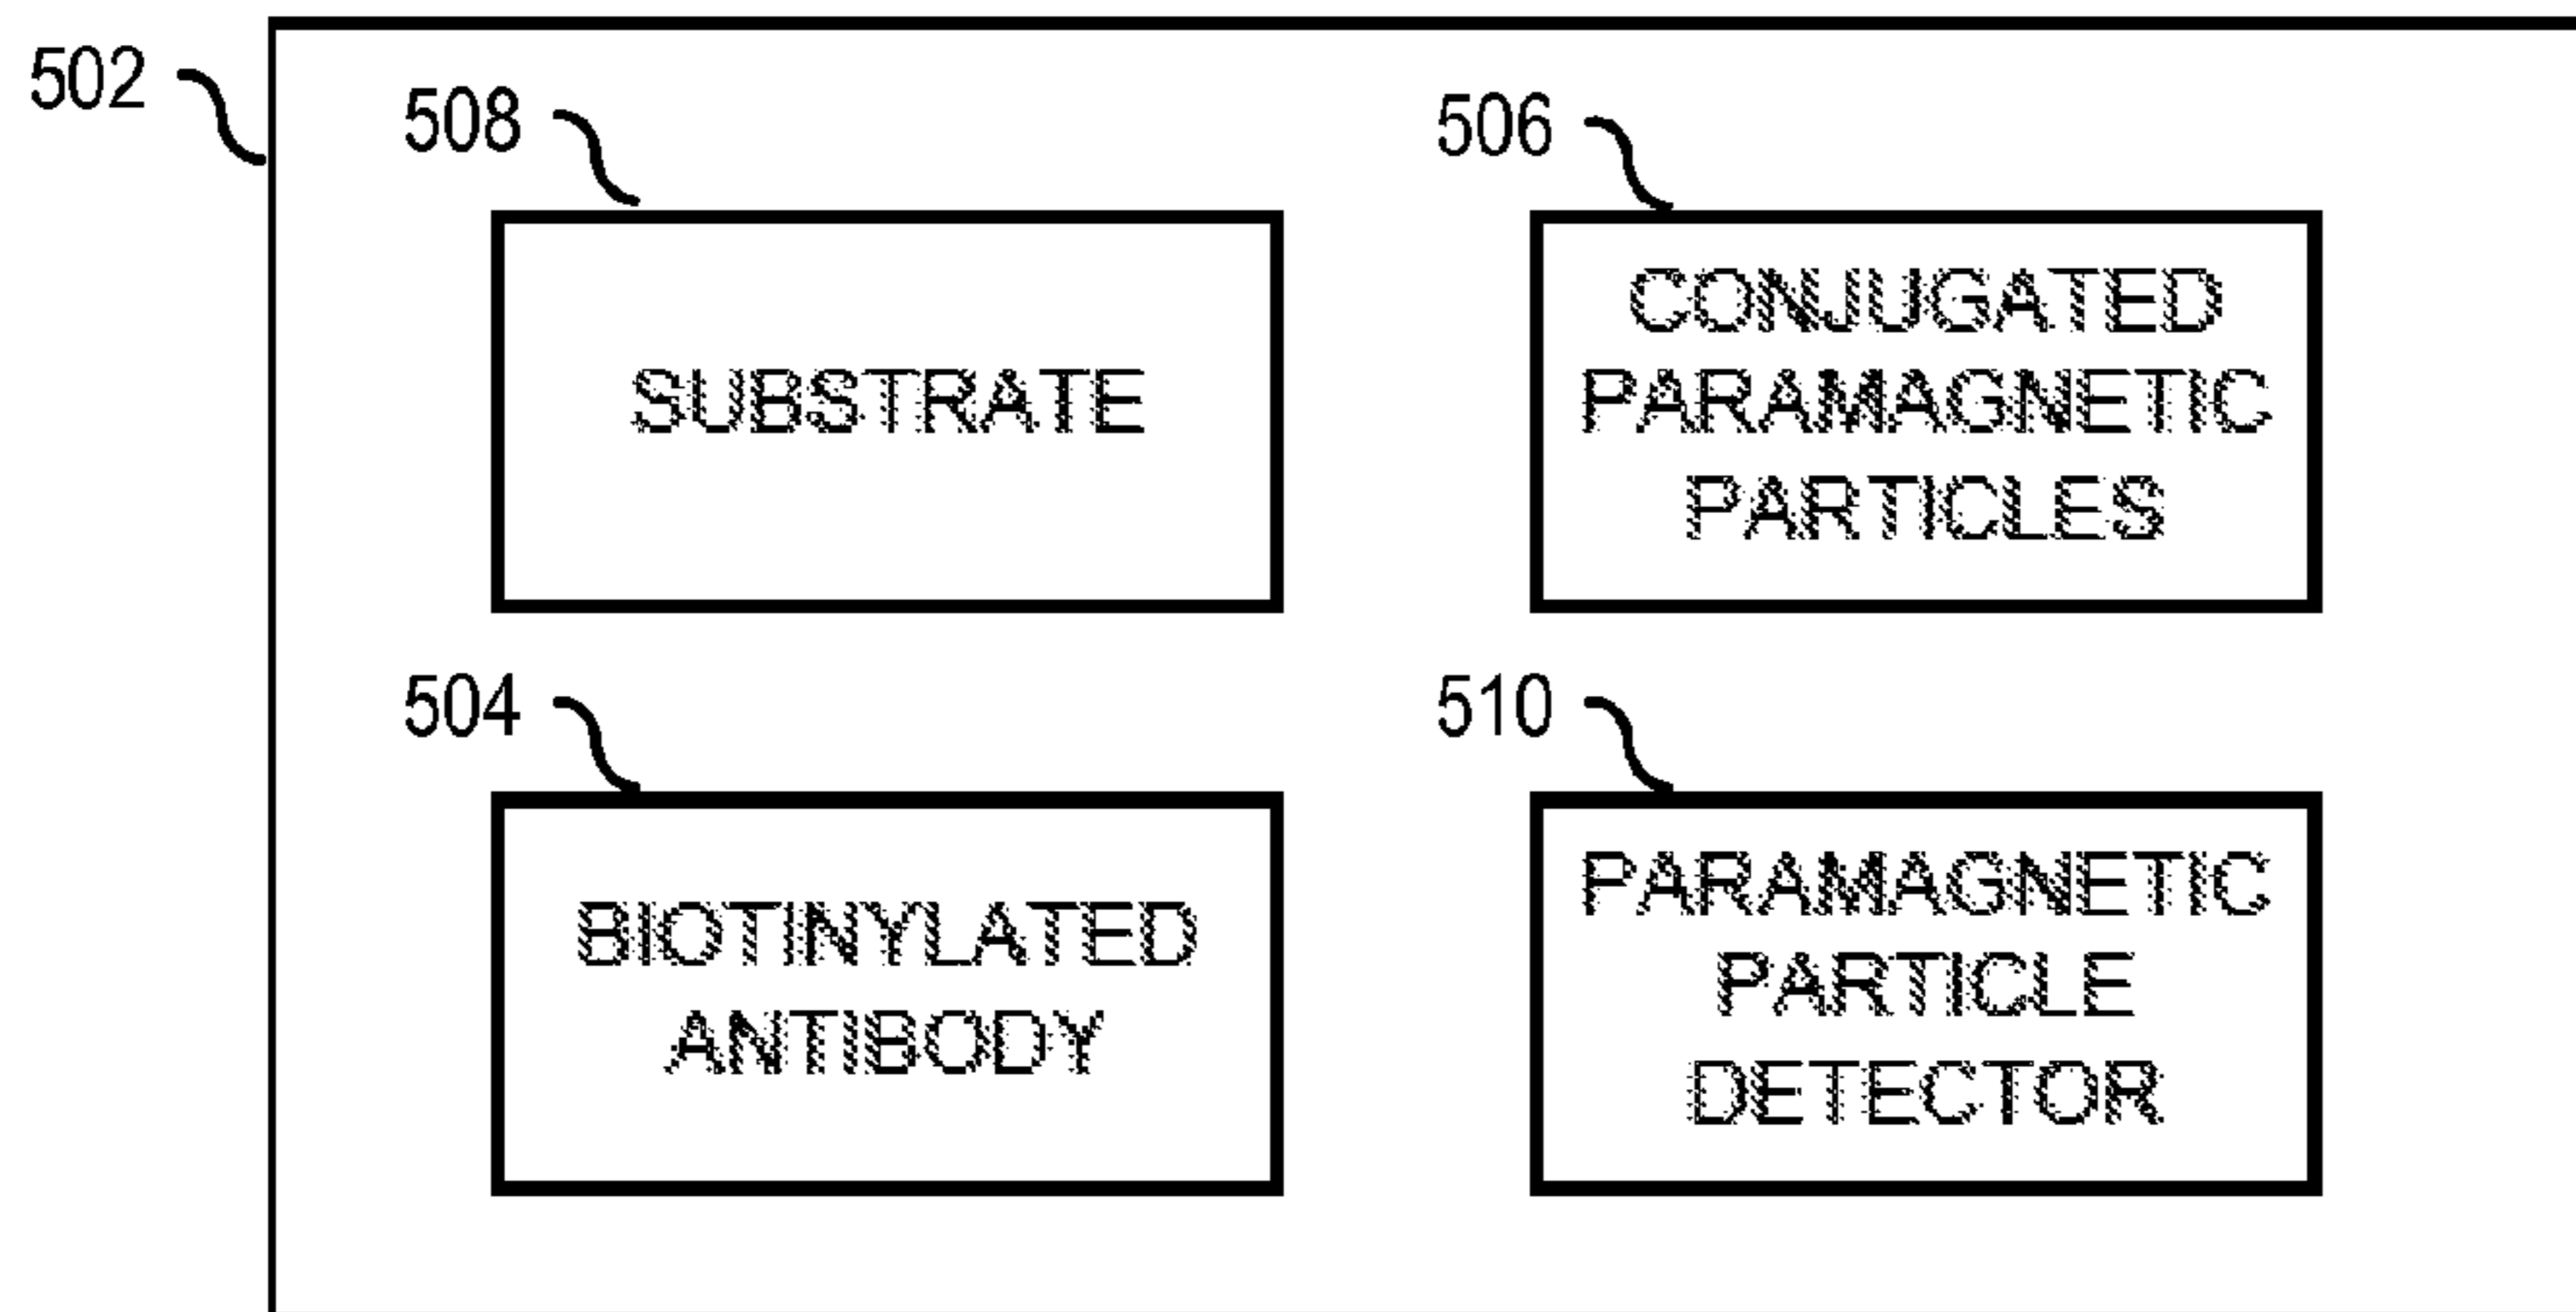 502
508
SUBSTRATE
506
CONJUGATED
PARAMAGNETIC
PARTICLES
504
BIOTINYLATED
ANTIBODY
510
PARAMAGNETIC
PARTICLE
DETECTOR